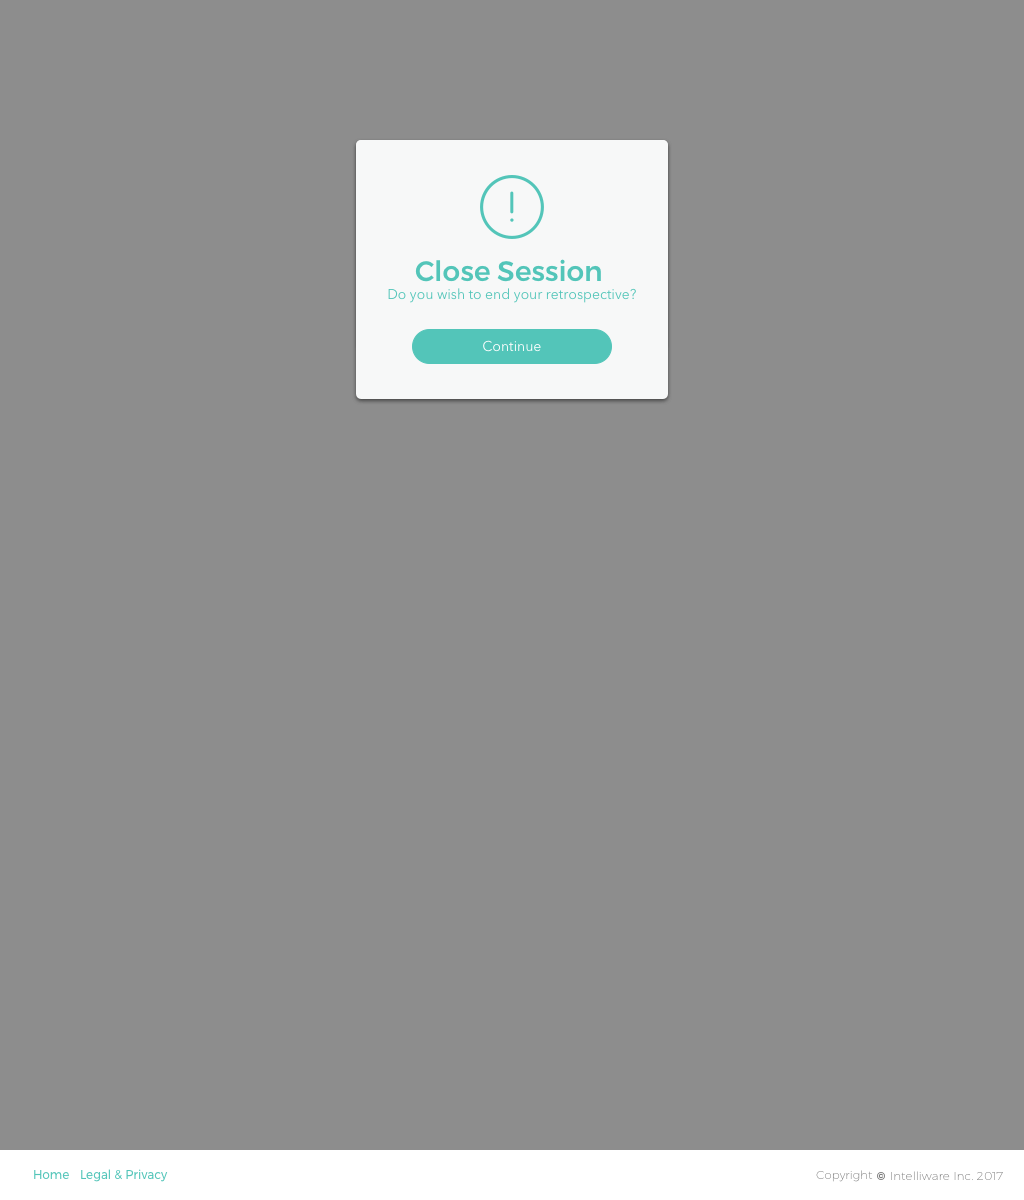 Close Session
Do you wish to end your retrospective?
Continue
Home Legal & Privacy Copyright © Intelliware Inc. 2017